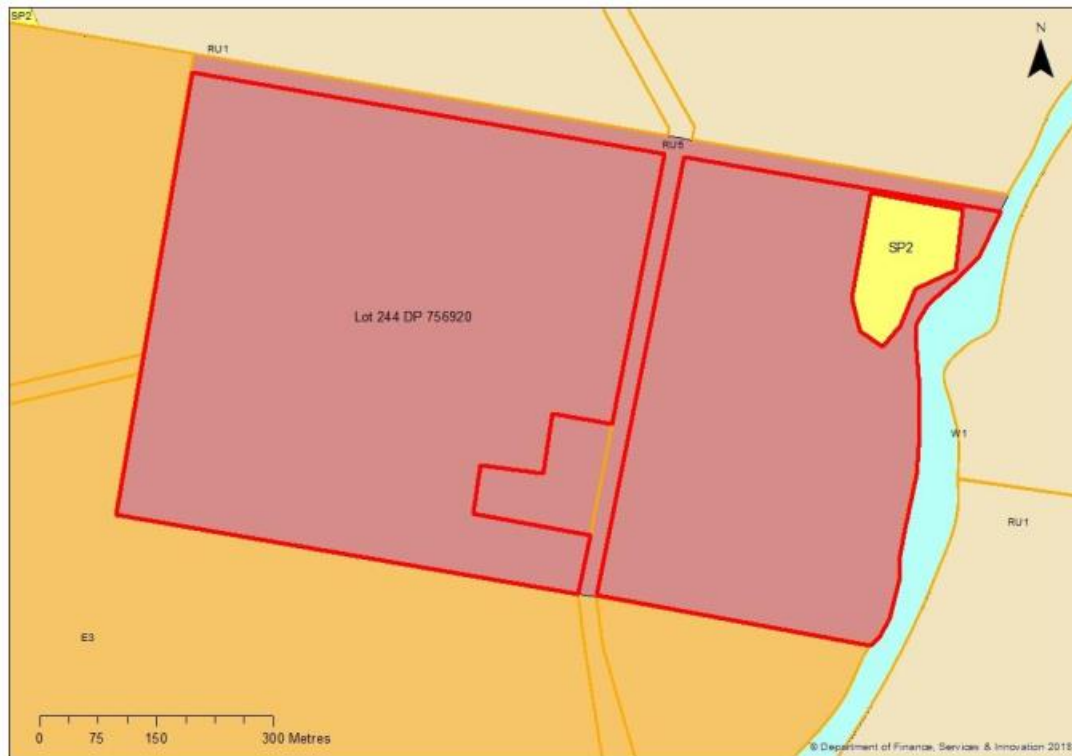 SP2
RU1
N
RU5
SP2
Lot 244 DP 756920
W1
RU1
E3
0 75 150 300 Metres
© Department of Finance, Services & Innovation 2018